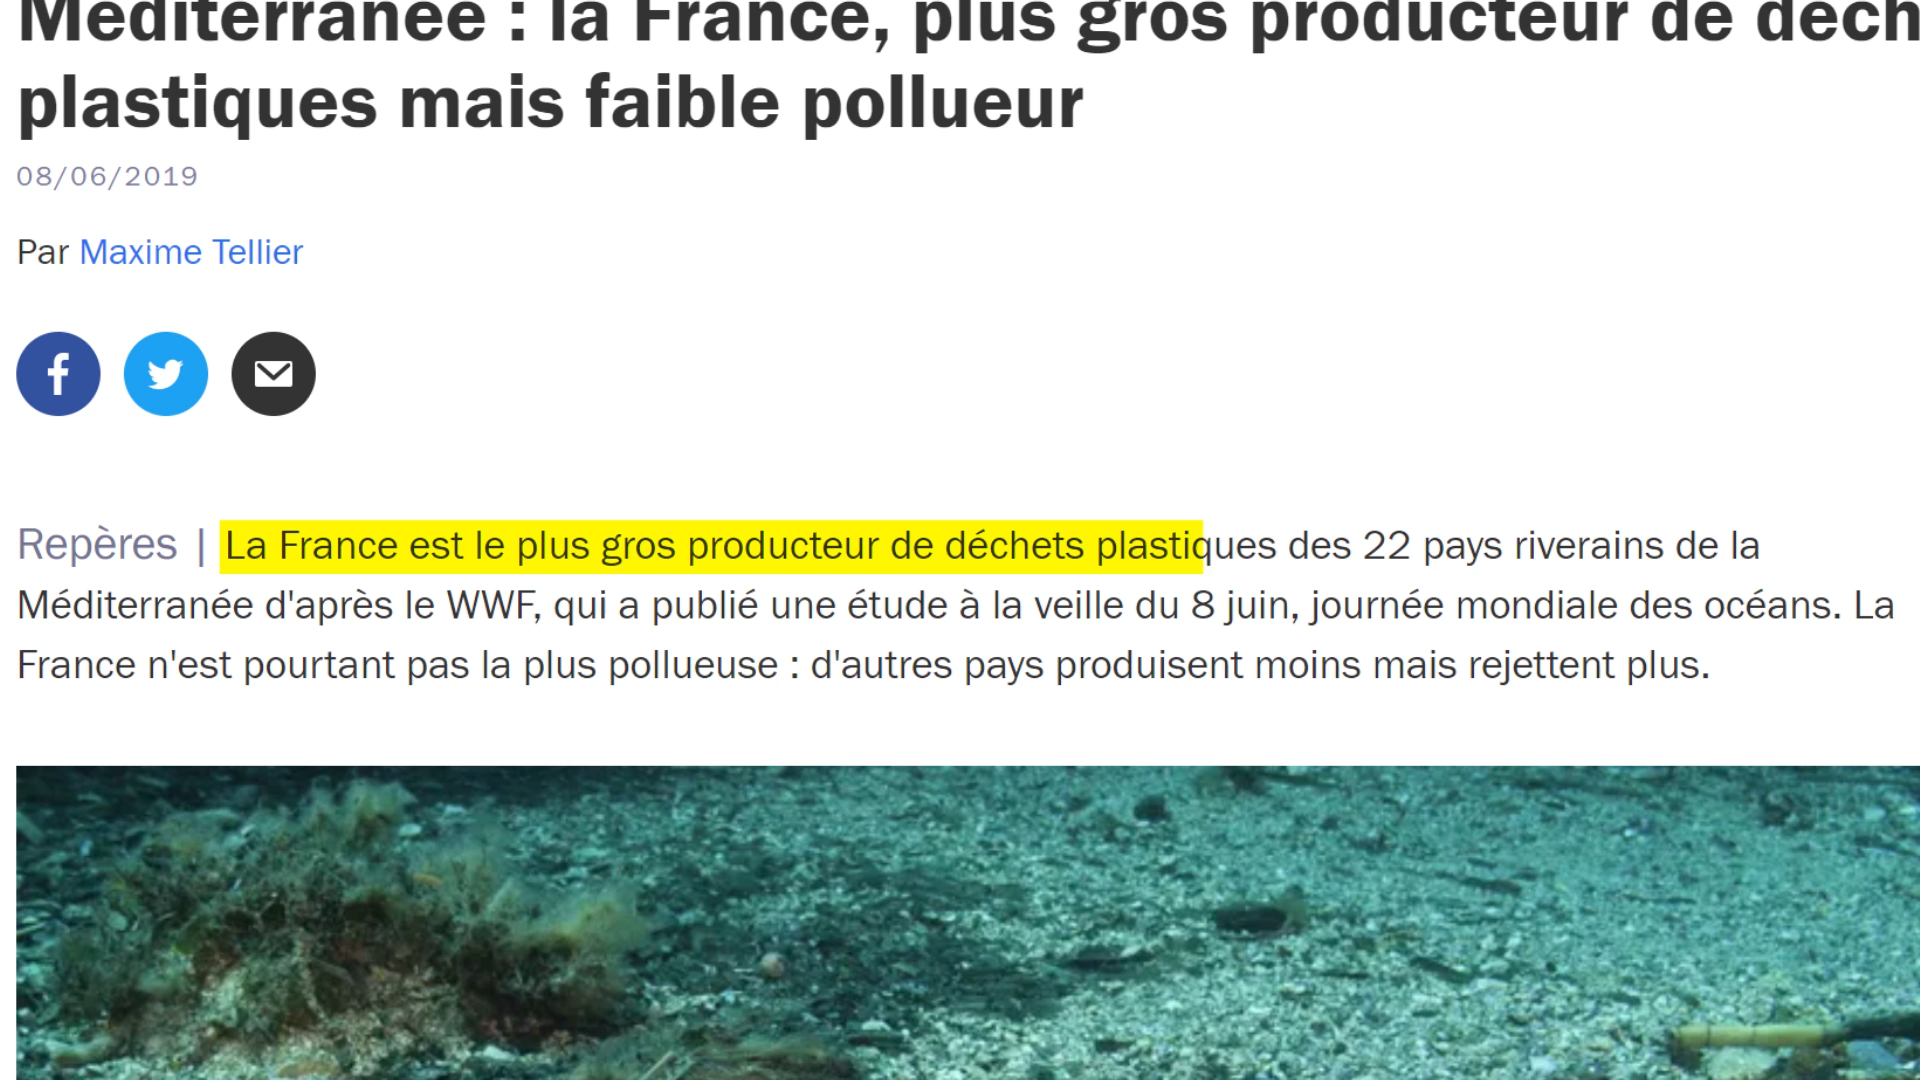 Méditerranée : la France, plus gros producteur de déch
plastiques mais faible pollueur
08/06/2019
Par Maxime Tellier
f
Repères | La France est le plus gros producteur de déchets plastiques des 22 pays riverains de la
Méditerranée d'après le WWF, qui a publié une étude à la veille du 8 juin, journée mondiale des océans. La
France n'est pourtant pas la plus pollueuse : d'autres pays produisent moins mais rejettent plus.